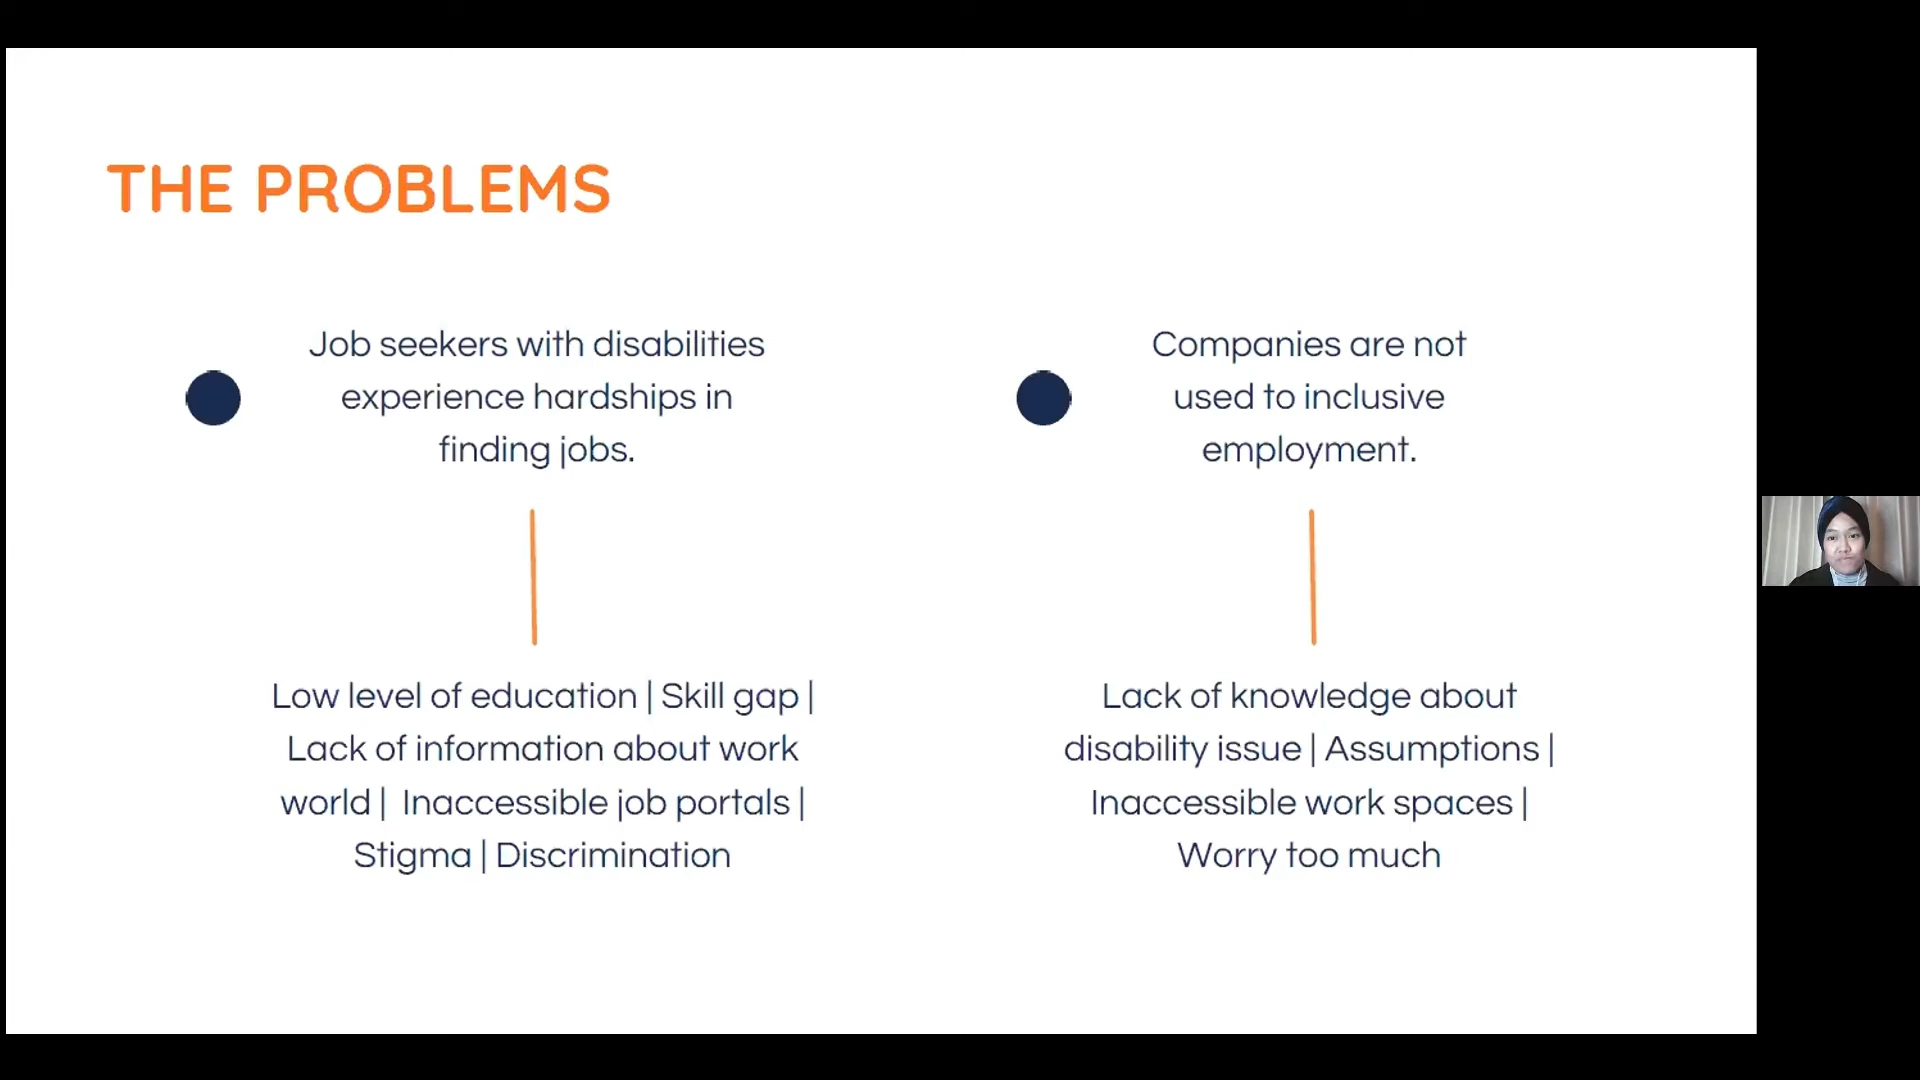 THE PROBLEMS
Job seekers with disabilities
experience hardships in
finding jobs.
Low level of education | Skill gap |
Lack of information about work
world | Inaccessible job portals |
Stigma | Discrimination
Companies are not
used to inclusive
employment.
Lack of knowledge about
disability issue | Assumptions |
Inaccessible work spaces |
Worry too much